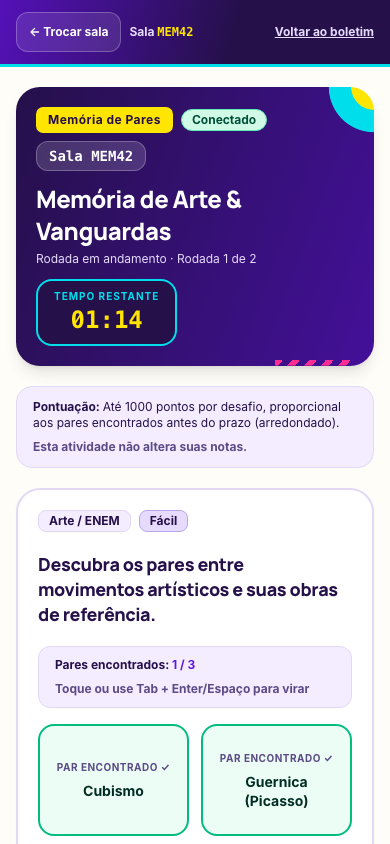 ← Trocar sala
Sala MEM42
Voltar ao boletim
Memória de Pares
Conectado
Sala MEM42
Memória de Arte &
Vanguardas
Rodada em andamento · Rodada 1 de 2
TEMPO RESTANTE
01:14
Pontuação: Até 1000 pontos por desafio, proporcional
aos pares encontrados antes do prazo (arredondado).
Esta atividade não altera suas notas.
Arte / ENEM
Fácil
Descubra os pares entre
movimentos artísticos e suas obras
de referência.
Pares encontrados: 1 / 3
Toque ou use Tab + Enter/Espaço para virar
PAR ENCONTRADO ✓
Cubismo
PAR ENCONTRADO ✓
Guernica
(Picasso)